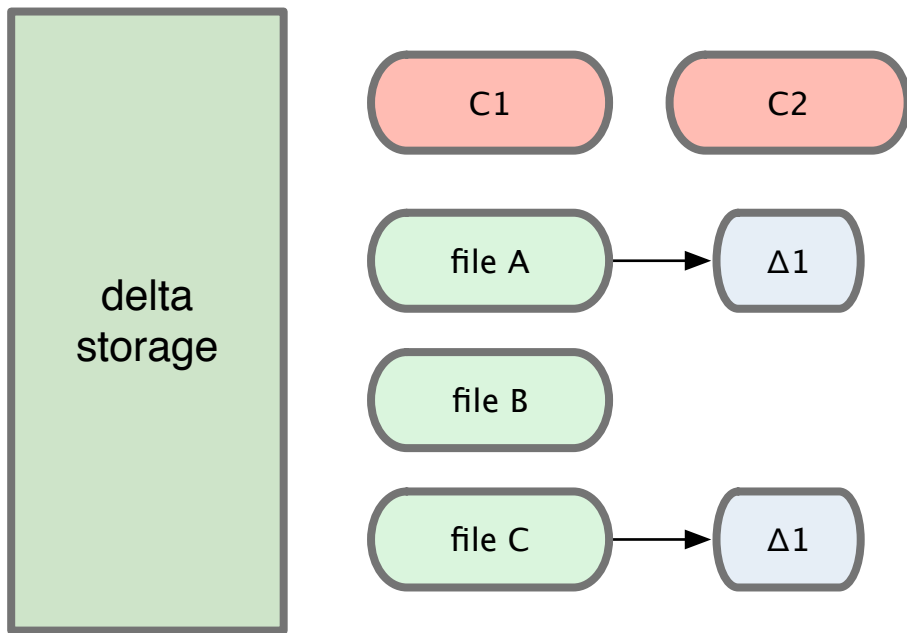 delta
storage
C1
C2
file A
Δ1
file B
file C
Δ1